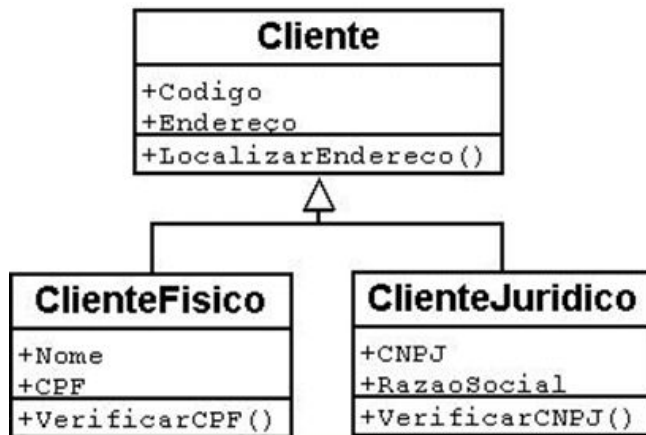 Cliente
+Codigo
+Endereço
+LocalizarEndereco()
ClienteFisico
+Nome
+CPF
+VerificarCPF()
ClienteJuridico
+CNPJ
+RazaoSocial
+VerificarCNPJ()